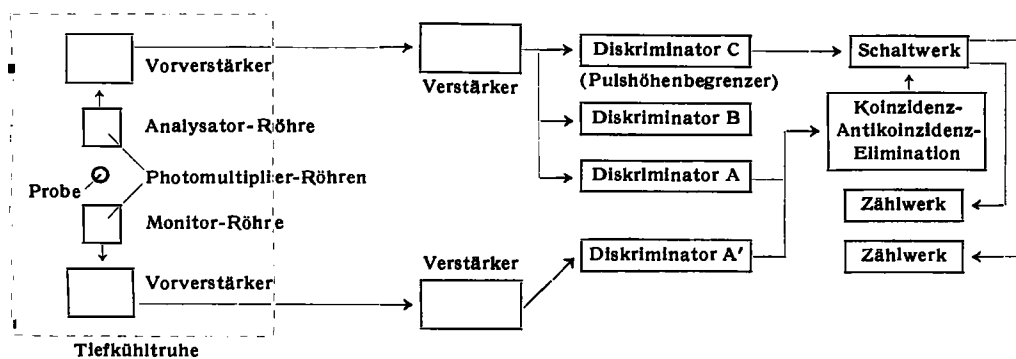 Vorverstärker
Verstärker
Diskriminator C
(Pulshöhenbegrenzer)
Schaltwerk
Analysator-Röhre
Diskriminator B
Koinzidenz-
Antikoinzidenz-
Elimination
Probe
Photomultiplier-Röhren
Diskriminator A
Zählwerk
Monitor-Röhre
Diskriminator A'
Zählwerk
Vorverstärker
Verstärker
Tiefkühltruhe